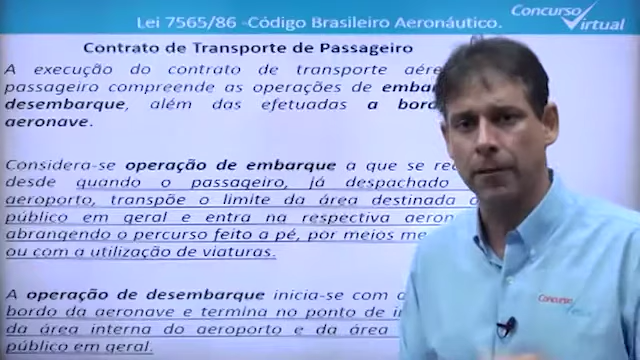 Lei 7565/86 -Código Brasileiro Aeronáutico.
Concurso
Virtual
Contrato de Transporte de Passageiro
A execução do contrato de transporte aére
passageiro compreende as operações de embar
desembarque, além das efetuadas a bord
aeronave.
Considera-se operação de embarque a que se rea
desde quando o passageiro, já despachado
aeroporto, transpõe o limite da área destinada a
público em geral e entra na respectiva aeron
abrangendo o percurso feito a pé, por meios me
ou com a utilização de viaturas.
A operação de desembarque inicia-se com a
bordo da aeronave e termina no ponto de i
da área interna do aeroporto e da área
público em geral.
Concurso